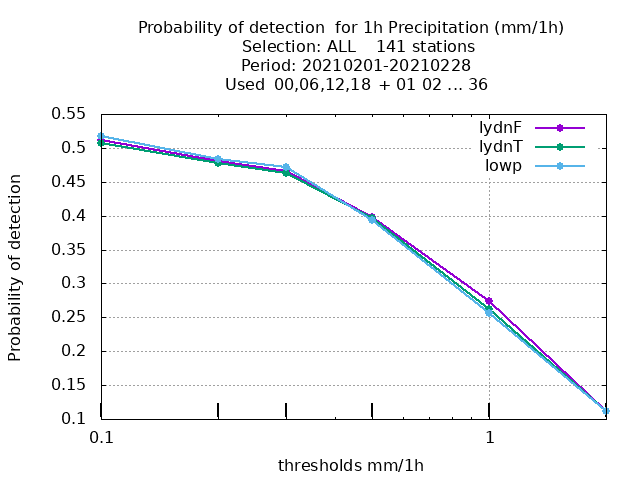 Probability of detection  for 1h Precipitation (mm/1h)
Selection: ALL    141 stations
Period: 20210201-20210228
Used  00,06,12,18 + 01 02 ... 36
lydnF
lydnT
lowp
Probability of detection
0.55
0.5
0.45
0.4
0.35
0.3
0.25
0.2
0.15
0.1
0.1
1
thresholds mm/1h